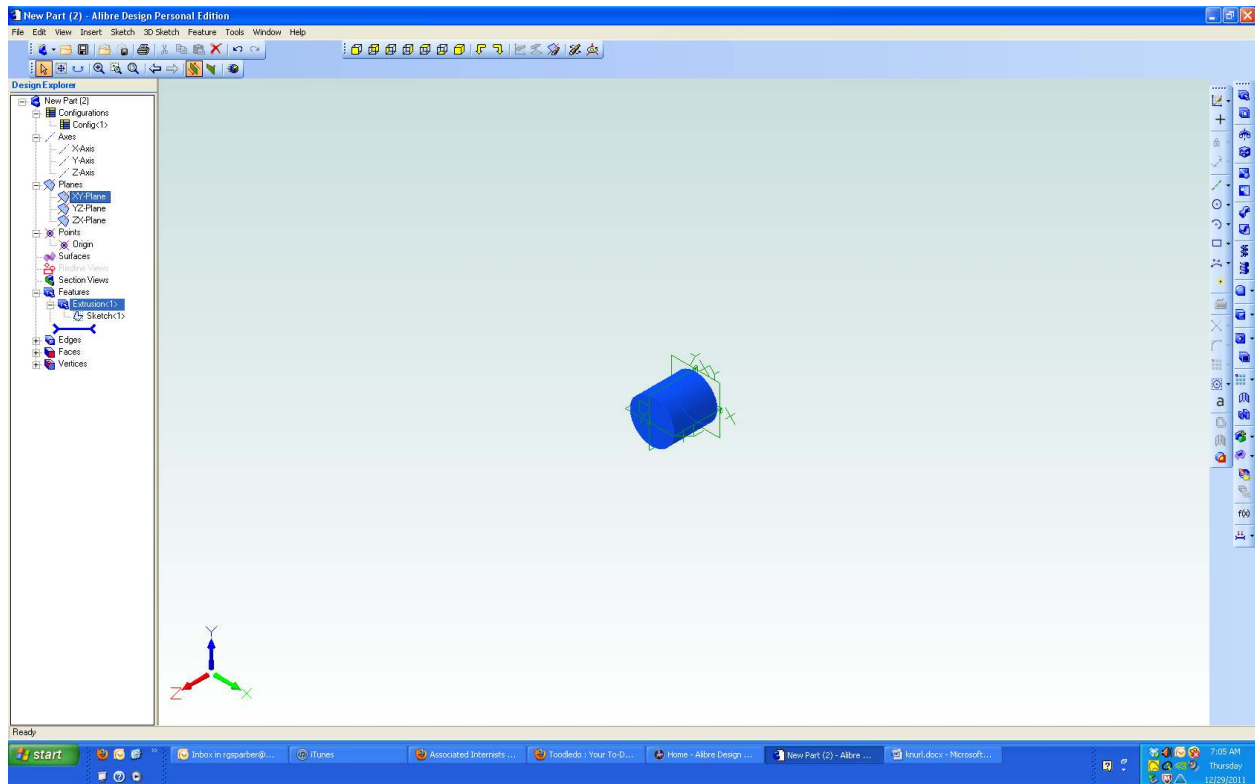 New Part (2) - Alibre Design Personal Edition
File Edit View Insert Sketch 3D Sketch Feature Tools Window Help
Design Explorer
New Part (2)
Configurations
Config<1>
Axes
X-Axis
Y-Axis
Z-Axis
Planes
XY-Plane
YZ-Plane
ZX-Plane
Points
Origin
Surfaces
Redline Views
Section Views
Features
Extrusion<1>
Sketch<1>
Edges
Faces
Vertices
a
f(x)
Y
X
Y
Z
X
Ready
start
Inbox in rgsparber@...
iTunes
Associated Internists ...
Toodledo : Your To-D...
Home - Alibre Design ...
New Part (2) - Alibre ...
knurl.docx - Microsoft...
7:05 AM
Thursday
12/29/2011